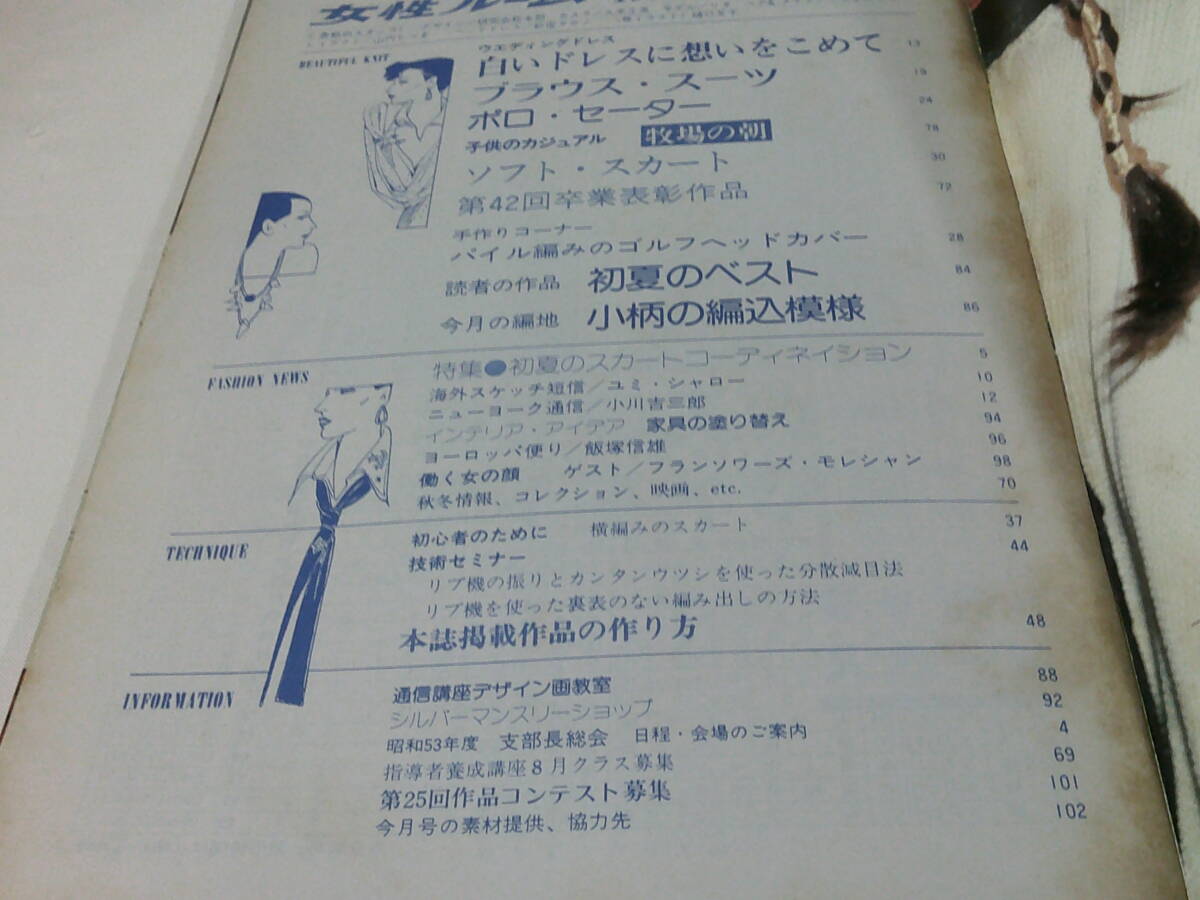 女性ルーム
BEAUTIFUL KNIT
ウエディングドレス
白いドレスに想いをこめて 13
ブラウス・スーツ 19
ポロ・セーター 24
子供のカジュアル 牧場の朝 78
ソフト・スカート 30
第42回卒業表彰作品 72
手作りコーナー
パイル編みのゴルフヘッドカバー 28
読者の作品 初夏のベスト 84
今月の編地 小柄の編込模様 86
FASHION NEWS
特集●初夏のスカートコーディネイション 5
海外スケッチ短信/ユミ・シャロー 10
ニューヨーク通信/小川吉三郎 12
インテリア・アイデア 家具の塗り替え 94
ヨーロッパ便り/飯塚信雄 96
働く女の顔 ゲスト/フランソワーズ・モレシャン 98
秋冬情報、コレクション、映画、etc. 70
TECHNIQUE
初心者のために 横編みのスカート 37
技術セミナー 44
リブ機の振りとカンタンウツシを使った分散減目法
リブ機を使った裏表のない編み出しの方法
本誌掲載作品の作り方 48
INFORMATION
通信講座デザイン画教室 88
シルバーマンスリーショップ 92
昭和53年度 支部長総会 日程・会場のご案内 4
指導者養成講座8月クラス募集 69
第25回作品コンテスト募集 101
今月号の素材提供、協力先 102